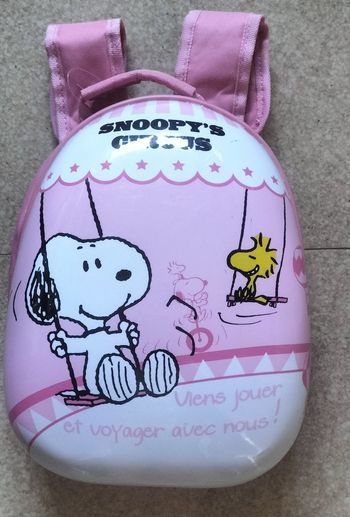 SNOOPY'S
CIRCUS
Viens jouer
et voyager avec nous !